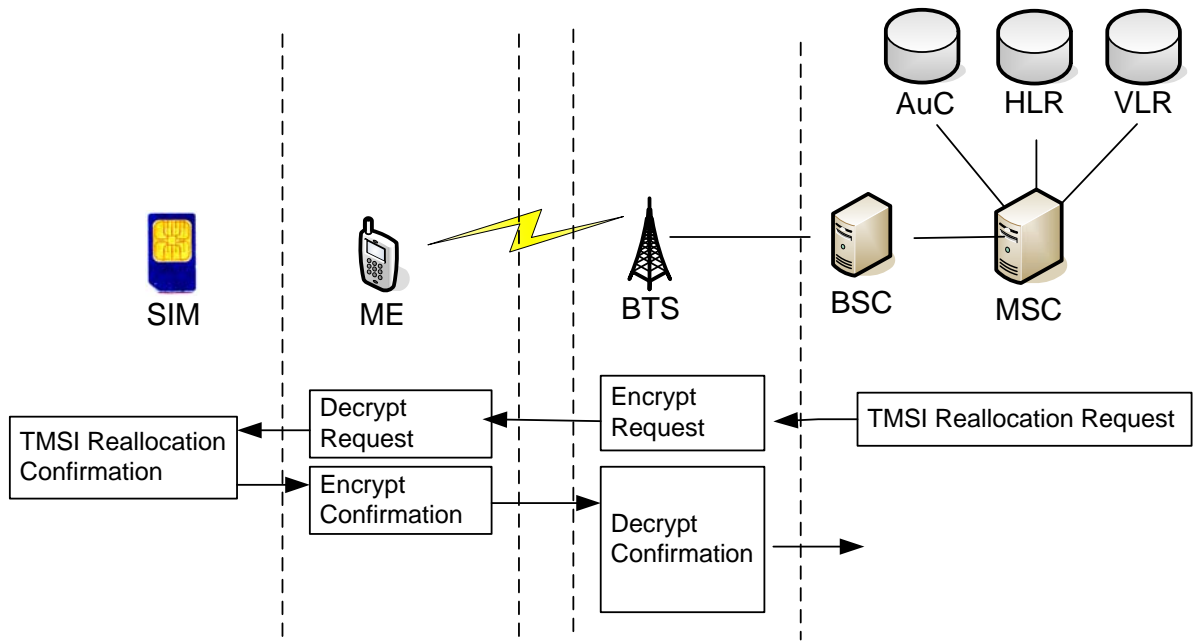 AuC
HLR
VLR
SIM
ME
BTS
BSC
MSC
TMSI Reallocation
Confirmation
Decrypt
Request
Encrypt
Request
TMSI Reallocation Request
Encrypt
Confirmation
Decrypt
Confirmation